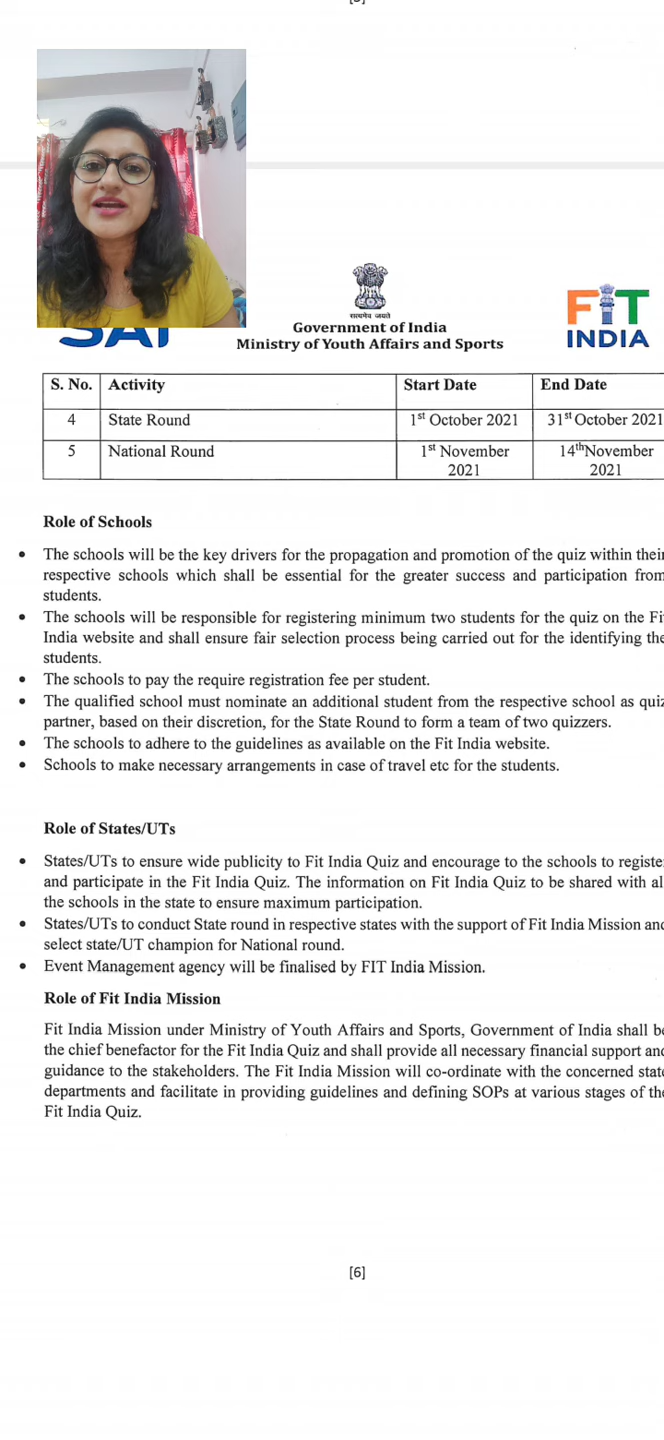 SAI
सत्यमेव जयते
Government of India
Ministry of Youth Affairs and Sports
FIT
INDIA
S. No. Activity Start Date End Date
4 State Round 1st October 2021 31st October 2021
5 National Round 1st November 2021 14thNovember 2021
Role of Schools
• The schools will be the key drivers for the propagation and promotion of the quiz within their
respective schools which shall be essential for the greater success and participation from
students.
• The schools will be responsible for registering minimum two students for the quiz on the Fit
India website and shall ensure fair selection process being carried out for the identifying the
students.
• The schools to pay the require registration fee per student.
• The qualified school must nominate an additional student from the respective school as quiz
partner, based on their discretion, for the State Round to form a team of two quizzers.
• The schools to adhere to the guidelines as available on the Fit India website.
• Schools to make necessary arrangements in case of travel etc for the students.
Role of States/UTs
• States/UTs to ensure wide publicity to Fit India Quiz and encourage to the schools to register
and participate in the Fit India Quiz. The information on Fit India Quiz to be shared with al
the schools in the state to ensure maximum participation.
• States/UTs to conduct State round in respective states with the support of Fit India Mission and
select state/UT champion for National round.
• Event Management agency will be finalised by FIT India Mission.
Role of Fit India Mission
Fit India Mission under Ministry of Youth Affairs and Sports, Government of India shall be
the chief benefactor for the Fit India Quiz and shall provide all necessary financial support and
guidance to the stakeholders. The Fit India Mission will co-ordinate with the concerned state
departments and facilitate in providing guidelines and defining SOPs at various stages of the
Fit India Quiz.
[6]